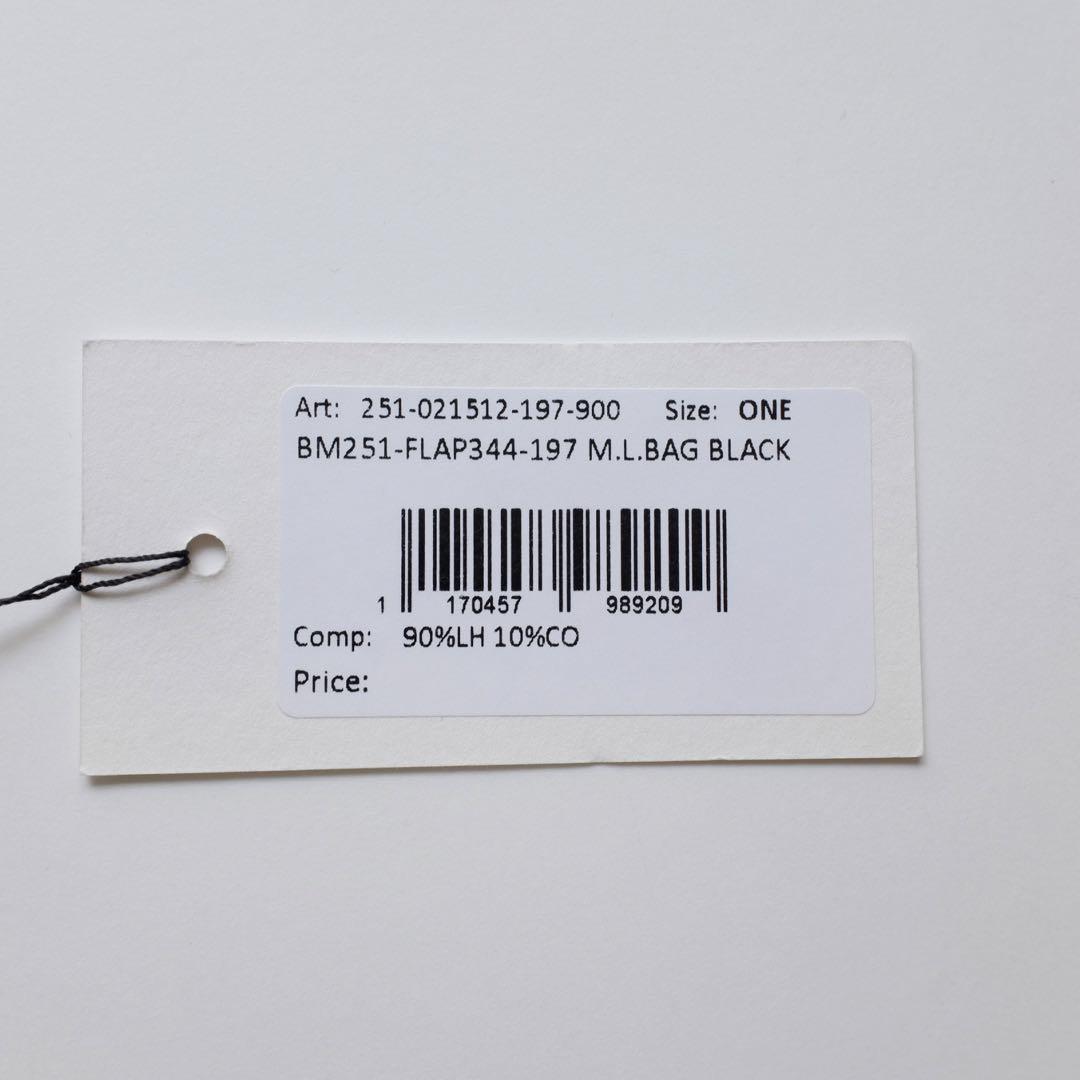 Art: 251-021512-197-900 Size: ONE
BM251-FLAP344-197 M.L.BAG BLACK
1 170457 989209
Comp: 90%LH 10%CO
Price: